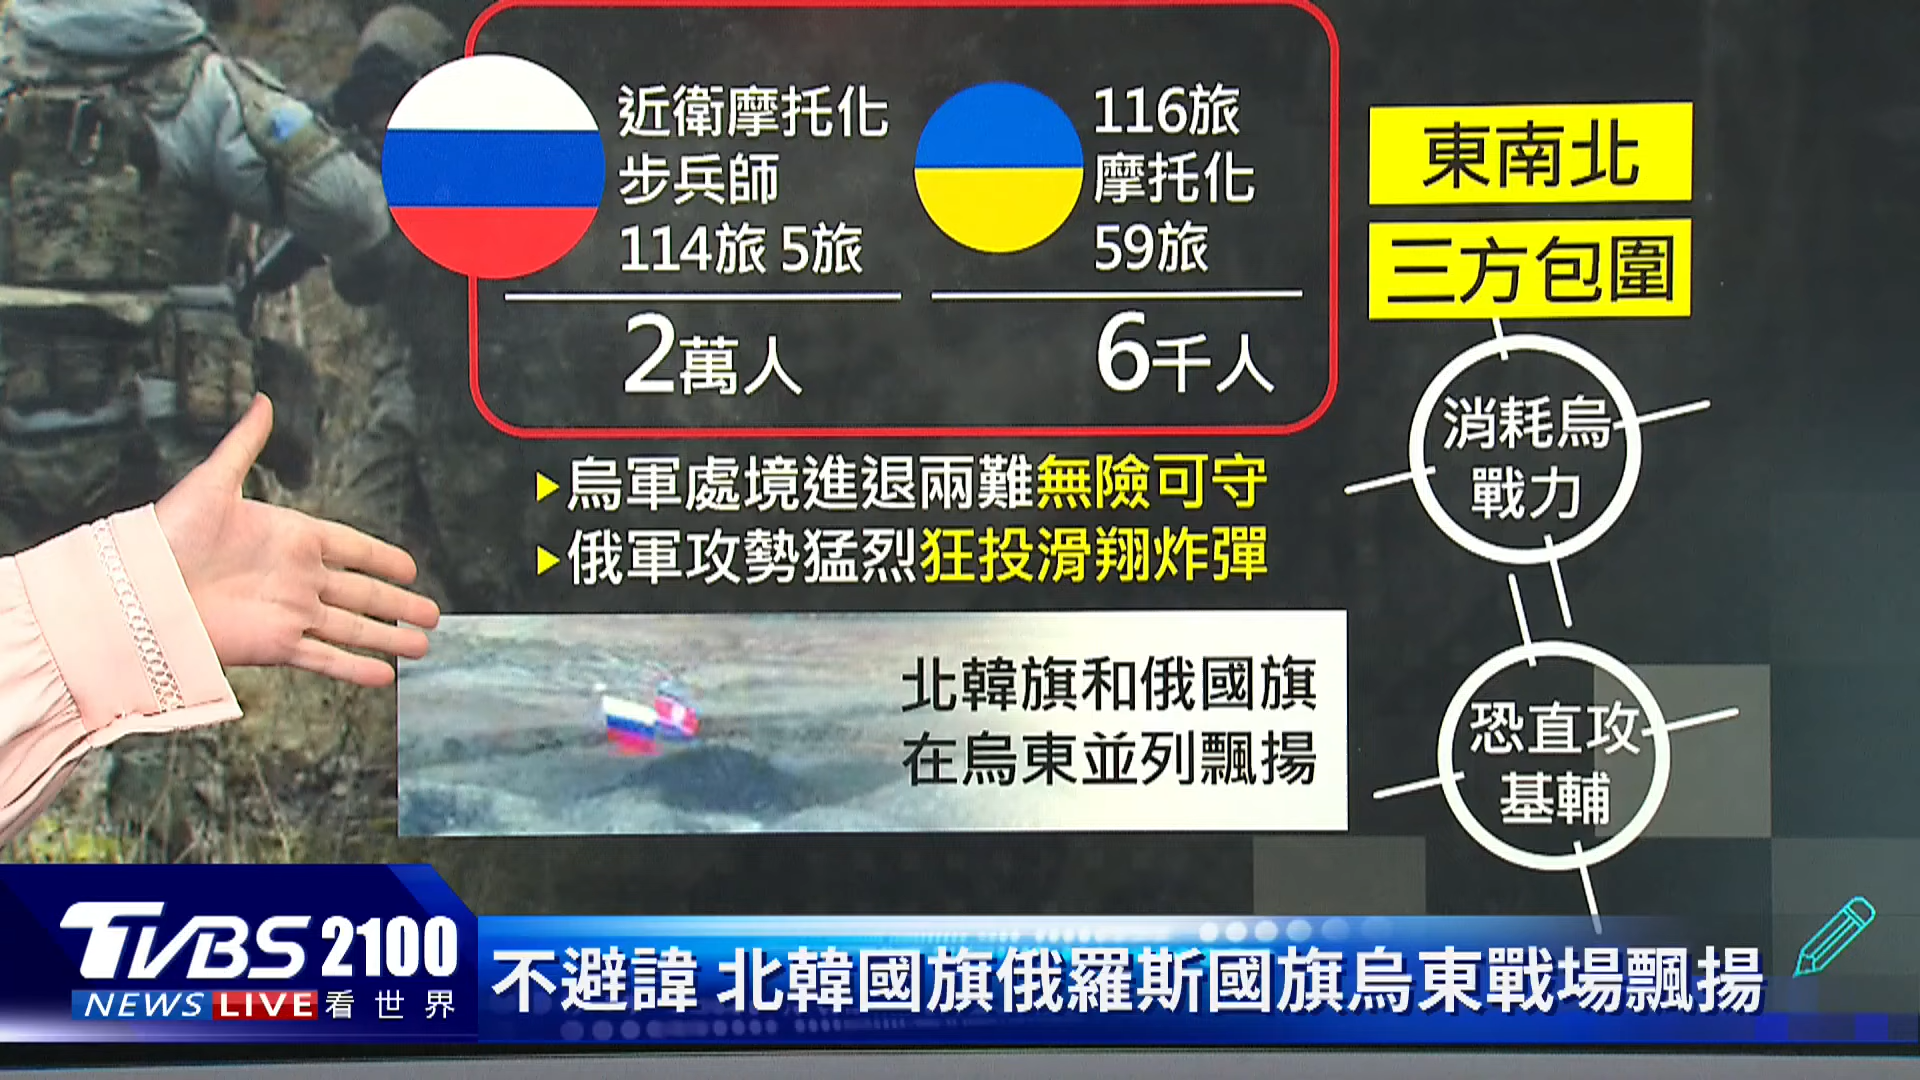 近衛摩托化
步兵師
114旅 5旅
2萬人
116旅
摩托化
59旅
6千人
東南北
三方包圍
消耗烏
戰力
恐直攻
基輔
▸烏軍處境進退兩難無險可守
▸俄軍攻勢猛烈狂投滑翔炸彈
北韓旗和俄國旗
在烏東並列飄揚
TVBS 2100
NEWS LIVE 看世界
不避諱 北韓國旗俄羅斯國旗烏東戰場飄揚